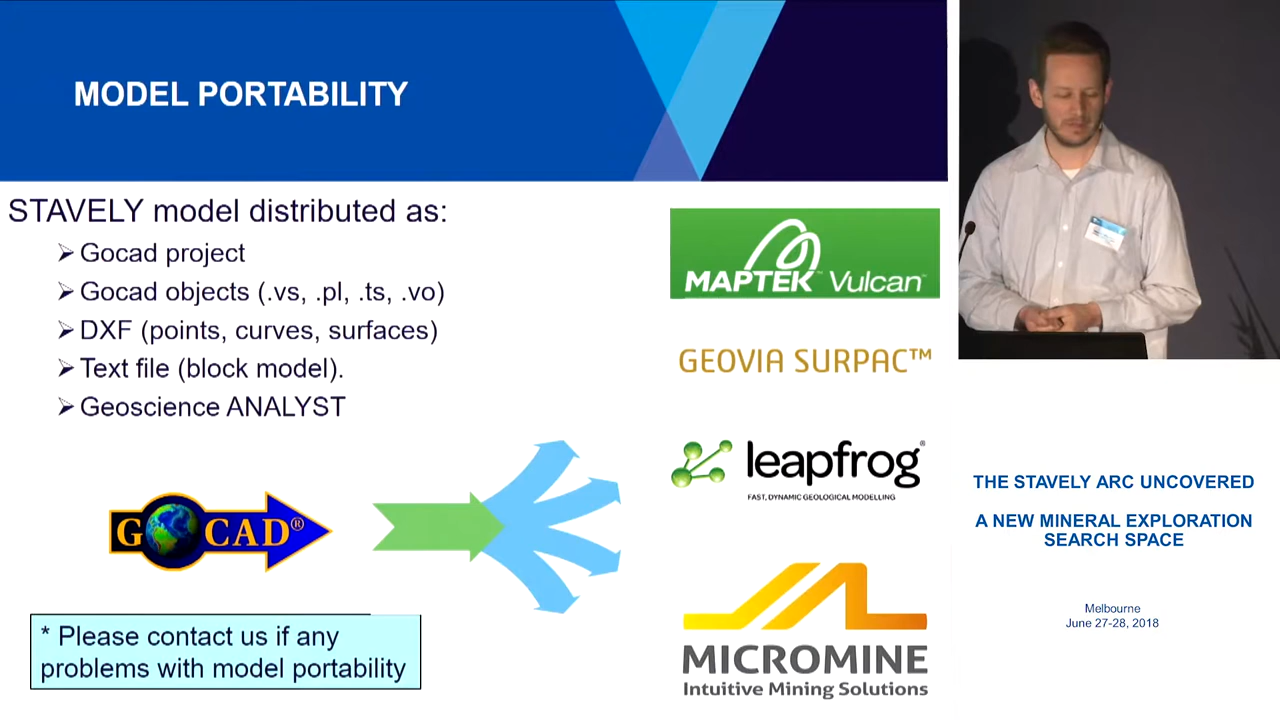 MODEL PORTABILITY
STAVELY model distributed as:
➢ Gocad project
➢ Gocad objects (.vs, .pl, .ts, .vo)
➢ DXF (points, curves, surfaces)
➢ Text file (block model).
➢ Geoscience ANALYST
GOCAD®
* Please contact us if any
problems with model portability
MAPTEK™ Vulcan™
GEOVIA SURPAC™
leapfrog®
FAST, DYNAMIC GEOLOGICAL MODELLING
MICROMINE
Intuitive Mining Solutions
THE STAVELY ARC UNCOVERED
A NEW MINERAL EXPLORATION
SEARCH SPACE
Melbourne
June 27-28, 2018